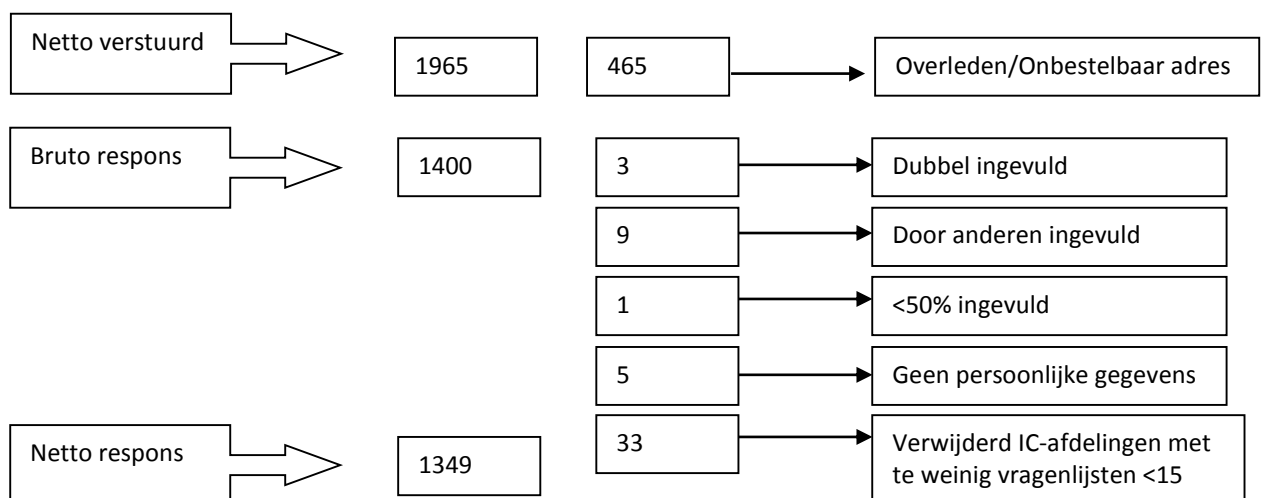 Netto verstuurd
1965
465
Overleden/Onbestelbaar adres
Bruto respons
1400
3
Dubbel ingevuld
9
Door anderen ingevuld
1
<50% ingevuld
5
Geen persoonlijke gegevens
Netto respons
1349
33
Verwijderd IC-afdelingen met
te weinig vragenlijsten <15